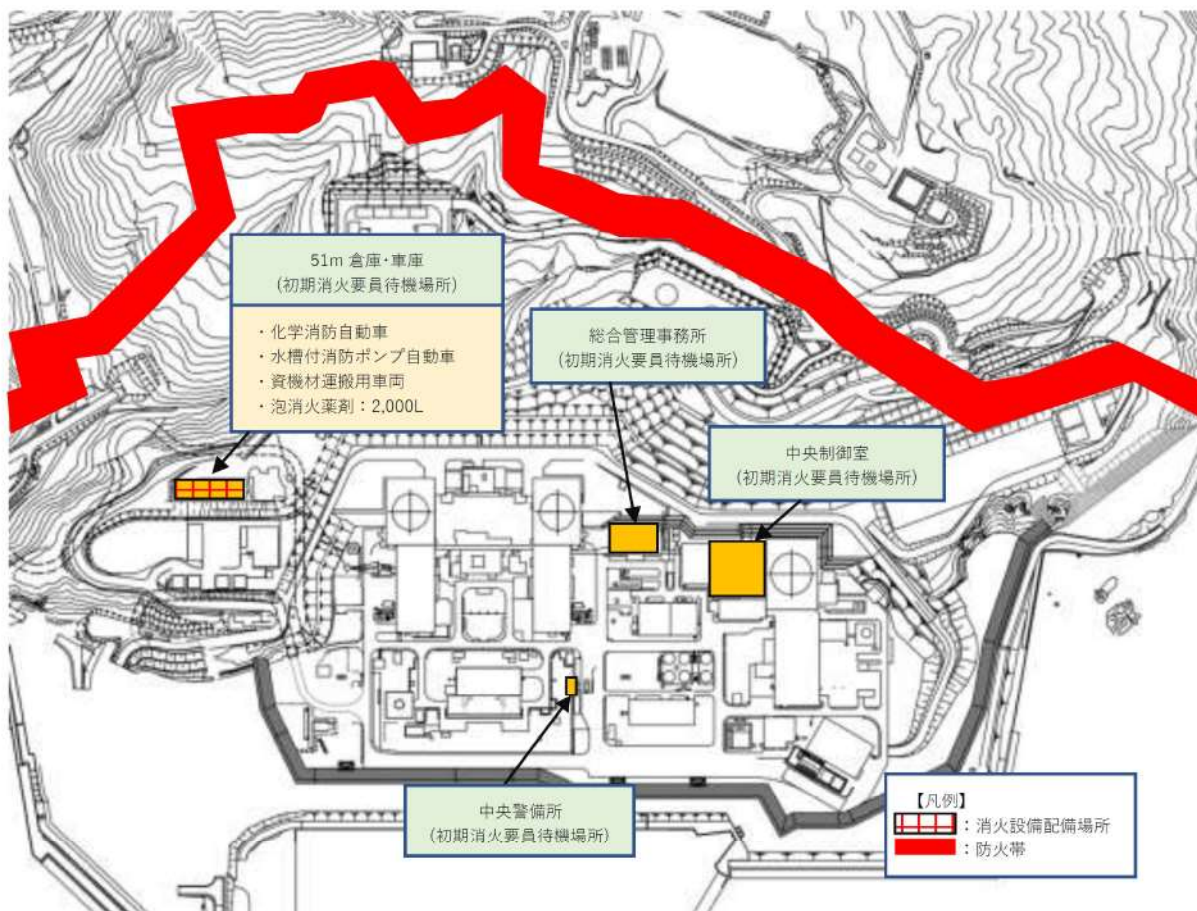 51m 倉庫・車庫
(初期消火要員待機場所)
・化学消防自動車
・水槽付消防ポンプ自動車
・資機材運搬用車両
・泡消火薬剤：2,000L
総合管理事務所
(初期消火要員待機場所)
中央制御室
(初期消火要員待機場所)
中央警備所
(初期消火要員待機場所)
【凡例】
：消火設備配備場所
：防火帯